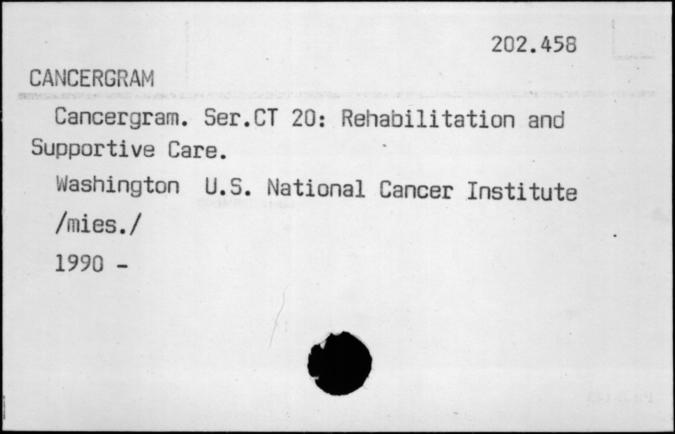 202.458
CANCERGRAM
Cancergram. Ser.CT 20: Rehabilitation and
Supportive Care.
Washington U.S. National Cancer Institute
/mies./
1990 -